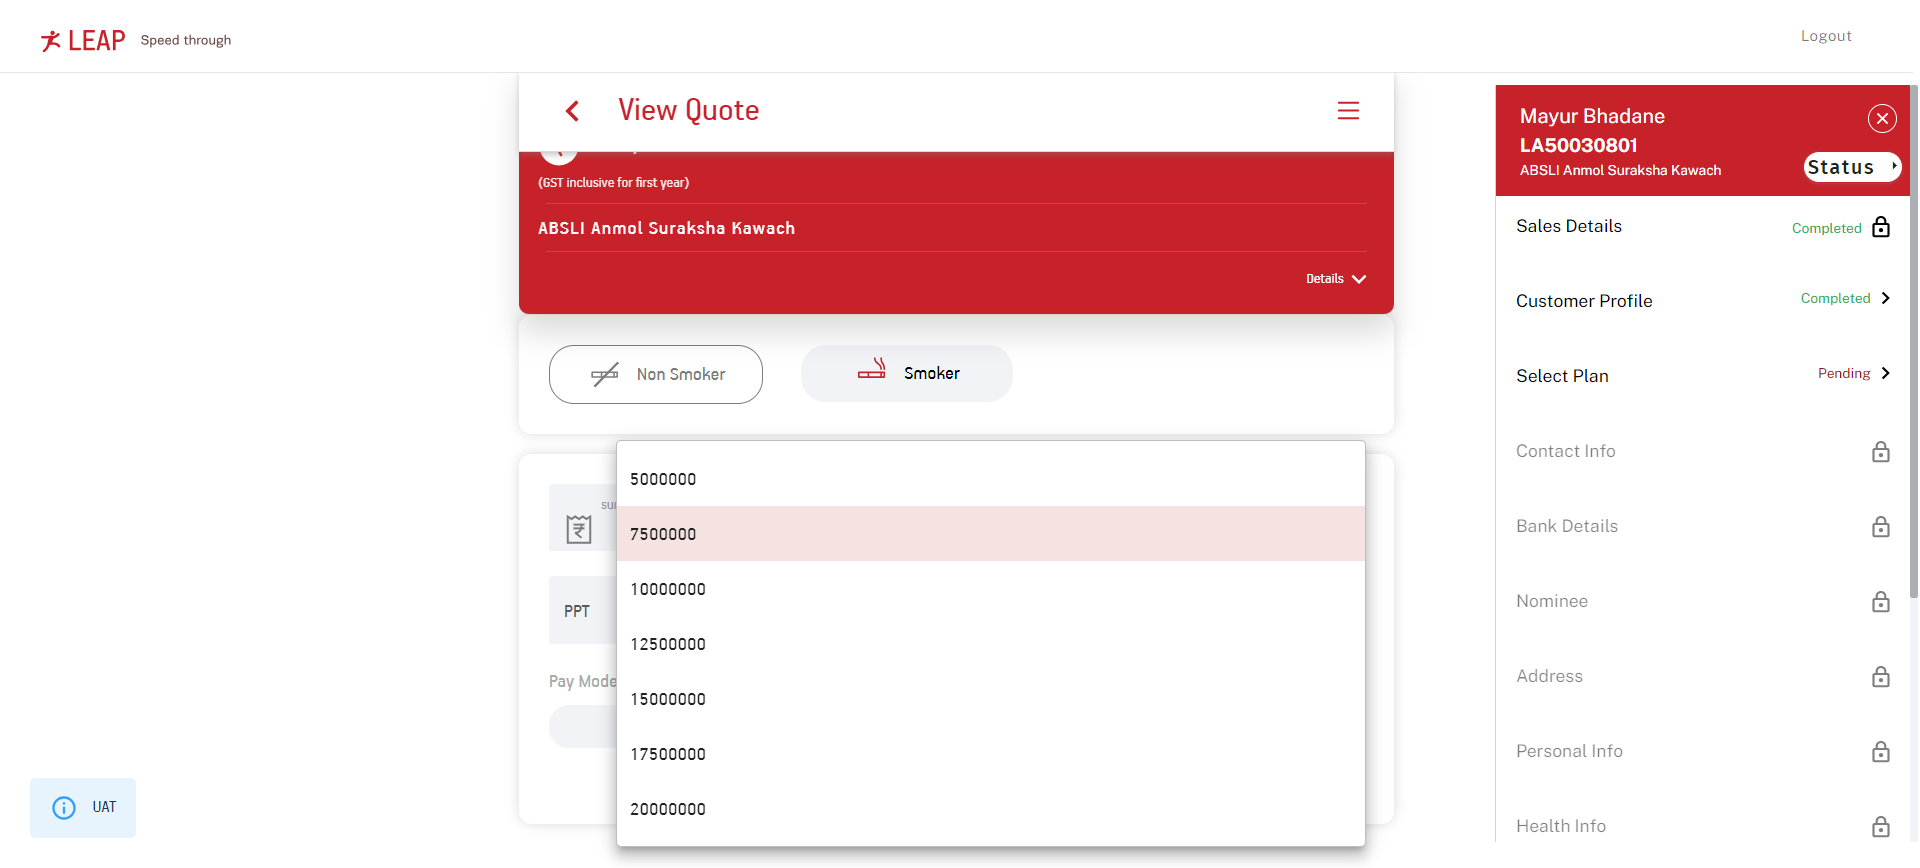 LEAP Speed through
Logout
View Quote
(GST inclusive for first year)
ABSLI Anmol Suraksha Kawach
Details
Non Smoker
Smoker
5000000
7500000
10000000
12500000
15000000
17500000
20000000
PPT
Pay Mode
UAT
Mayur Bhadane
LA50030801
ABSLI Anmol Suraksha Kawach
Status
Sales Details Completed
Customer Profile Completed
Select Plan Pending
Contact Info
Bank Details
Nominee
Address
Personal Info
Health Info